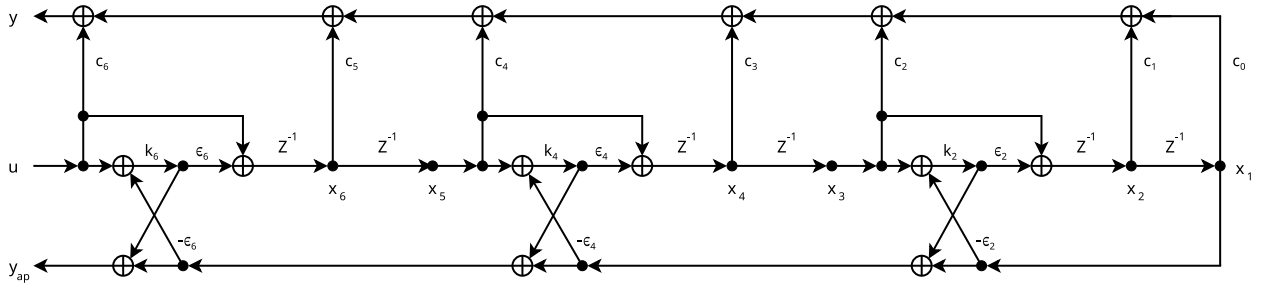 y
c6 c5 c4 c3 c2 c1 c0
k6 ϵ6 Z-1 Z-1 k4 ϵ4 Z-1 Z-1 k2 ϵ2 Z-1 Z-1
u x6 x5 x4 x3 x2 x1
-ϵ6 -ϵ4 -ϵ2
yap